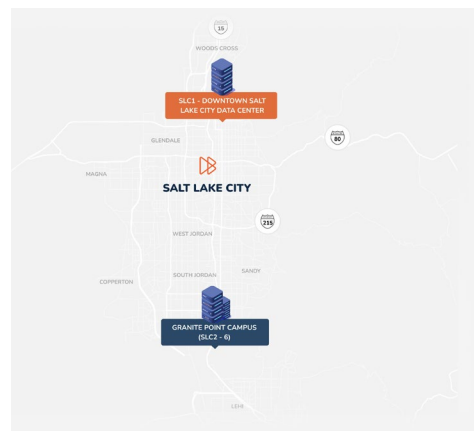 15
WOODS CROSS
SLC1 - DOWNTOWN SALT
LAKE CITY DATA CENTER
GLENDALE
80
MAGNA
SALT LAKE CITY
215
WEST JORDAN
SOUTH JORDAN
SANDY
COPPERTON
GRANITE POINT CAMPUS
(SLC2 - 6)
LEHI